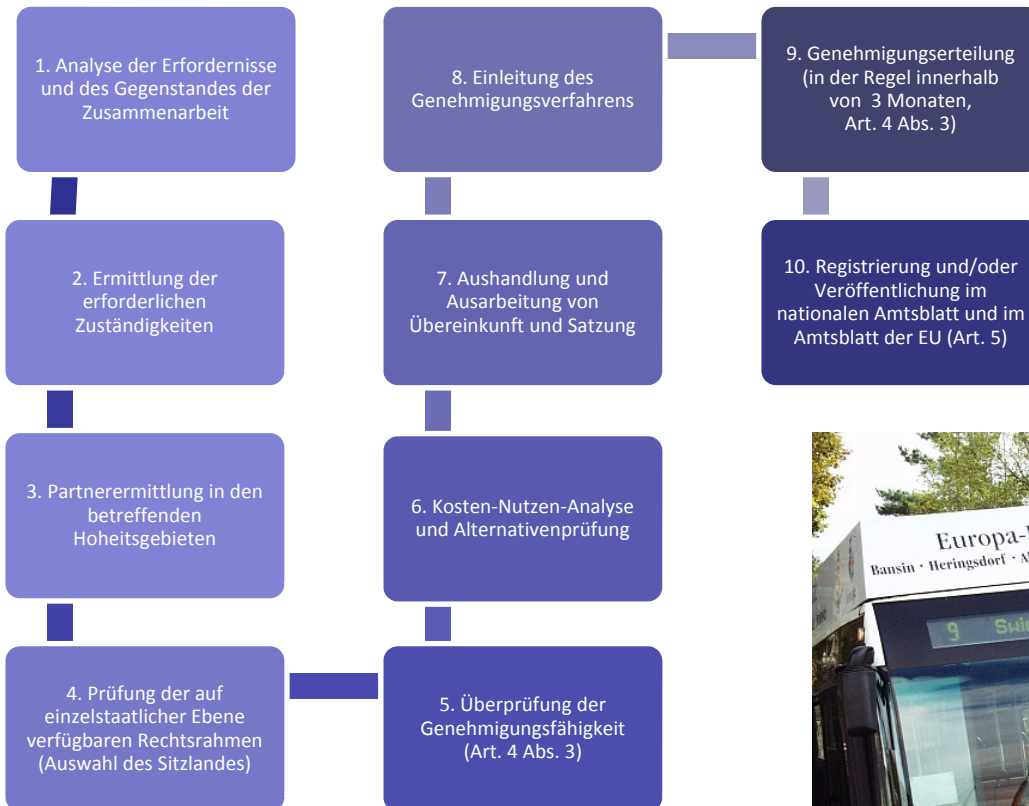 1. Analyse der Erfordernisse
und des Gegenstandes der
Zusammenarbeit
2. Ermittlung der
erforderlichen
Zuständigkeiten
3. Partnerermittlung in den
betreffenden
Hoheitsgebieten
4. Prüfung der auf
einzelstaatlicher Ebene
verfügbaren Rechtsrahmen
(Auswahl des Sitzlandes)
5. Überprüfung der
Genehmigungsfähigkeit
(Art. 4 Abs. 3)
6. Kosten-Nutzen-Analyse
und Alternativenprüfung
7. Aushandlung und
Ausarbeitung von
Übereinkunft und Satzung
8. Einleitung des
Genehmigungsverfahrens
9. Genehmigungserteilung
(in der Regel innerhalb
von 3 Monaten,
Art. 4 Abs. 3)
10. Registrierung und/oder
Veröffentlichung im
nationalen Amtsblatt und im
Amtsblatt der EU (Art. 5)
Europa-
Bansin · Heringsdorf ·
9